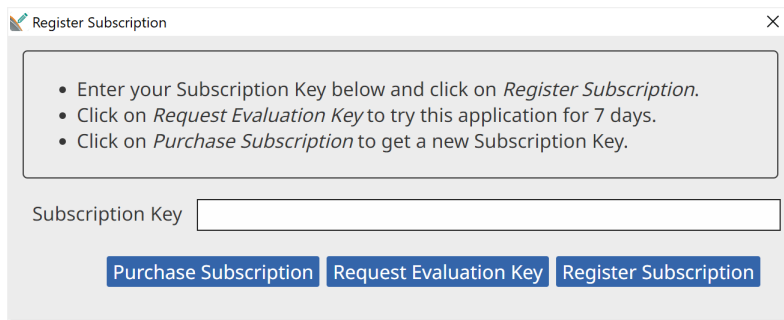 Register Subscription
Enter your Subscription Key below and click on Register Subscription.
Click on Request Evaluation Key to try this application for 7 days.
Click on Purchase Subscription to get a new Subscription Key.
Subscription Key
Purchase Subscription Request Evaluation Key Register Subscription